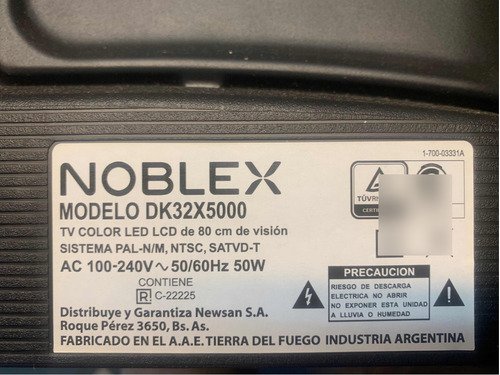 1-700-03331A
NOBLEX
MODELO DK32X5000
TV COLOR LED LCD de 80 cm de visión
SISTEMA PAL-N/M, NTSC, SATVD-T
AC 100-240V ~ 50/60Hz 50W
CONTIENE
R C-22225
Distribuye y Garantiza Newsan S.A.
Roque Pérez 3650, Bs. As.
FABRICADO EN EL A.A.E.TIERRA DEL FUEGO INDUSTRIA ARGENTINA
PRECAUCION
RIESGO DE DESCARGA
ELECTRICA NO ABRIR
NO EXPONER ESTA UNIDAD
A LLUVIA O HUMEDAD